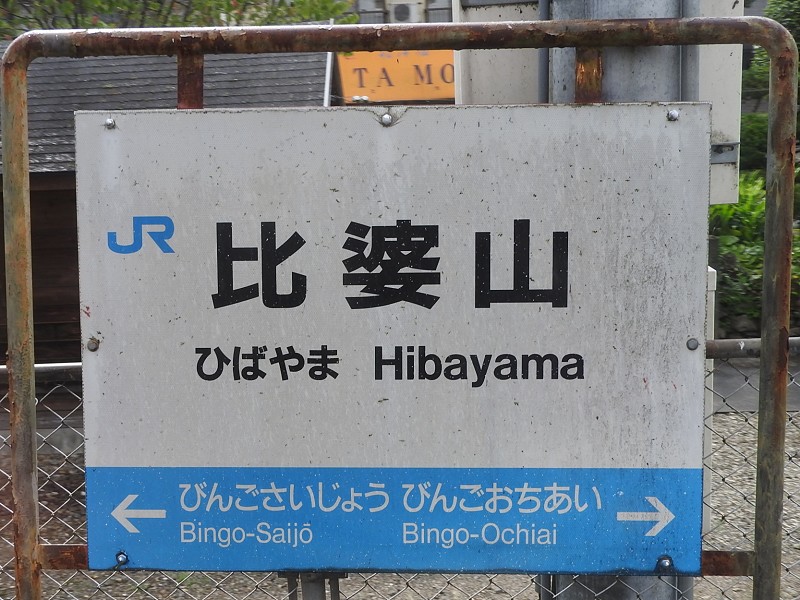 TA MO
JR
比婆山
ひばやま Hibayama
← びんごさいじょう びんごおちあい →
Bingo-Saijō Bingo-Ochiai